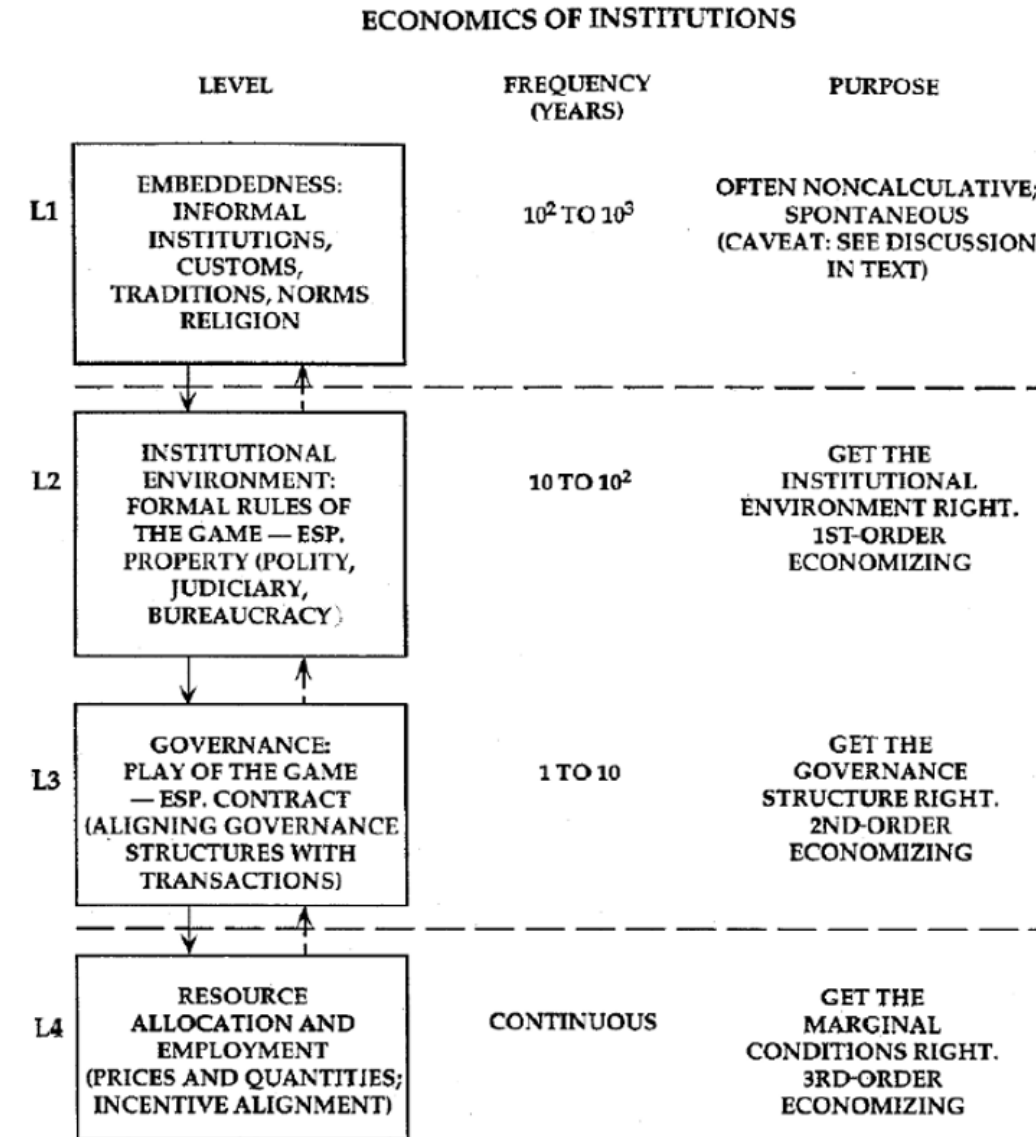 ECONOMICS OF INSTITUTIONS
LEVEL
FREQUENCY
(YEARS)
PURPOSE
L1
EMBEDDEDNESS:
INFORMAL
INSTITUTIONS,
CUSTOMS,
TRADITIONS, NORMS
RELIGION
10² TO 10³
OFTEN NONCALCULATIVE;
SPONTANEOUS
(CAVEAT: SEE DISCUSSION
IN TEXT)
L2
INSTITUTIONAL
ENVIRONMENT:
FORMAL RULES OF
THE GAME — ESP.
PROPERTY (POLITY,
JUDICIARY,
BUREAUCRACY)
10 TO 10²
GET THE
INSTITUTIONAL
ENVIRONMENT RIGHT.
1ST-ORDER
ECONOMIZING
L3
GOVERNANCE:
PLAY OF THE GAME
— ESP. CONTRACT
(ALIGNING GOVERNANCE
STRUCTURES WITH
TRANSACTIONS)
1 TO 10
GET THE
GOVERNANCE
STRUCTURE RIGHT.
2ND-ORDER
ECONOMIZING
L4
RESOURCE
ALLOCATION AND
EMPLOYMENT
(PRICES AND QUANTITIES;
INCENTIVE ALIGNMENT)
CONTINUOUS
GET THE
MARGINAL
CONDITIONS RIGHT.
3RD-ORDER
ECONOMIZING